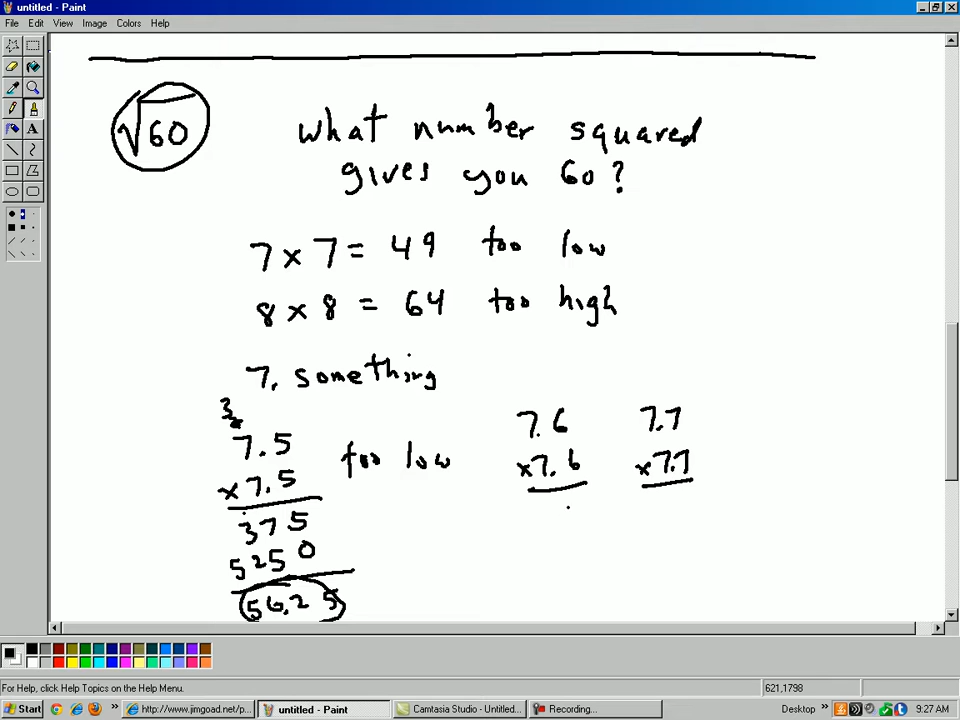 untitled - Paint
File Edit View Image Colors Help
√60
what number squared
gives you 60?
7 x 7 = 49 too low
8 x 8 = 64 too high
7. something
3
7.5
x 7.5
375
5250
56.25
too low
7.6
x7.6
7.7
x7.7
For Help, click Help Topics on the Help Menu.
621,1798
Start
http://www.jimgoad.net/p...
untitled - Paint
Camtasia Studio - Untitled...
Recording...
Desktop
9:27 AM